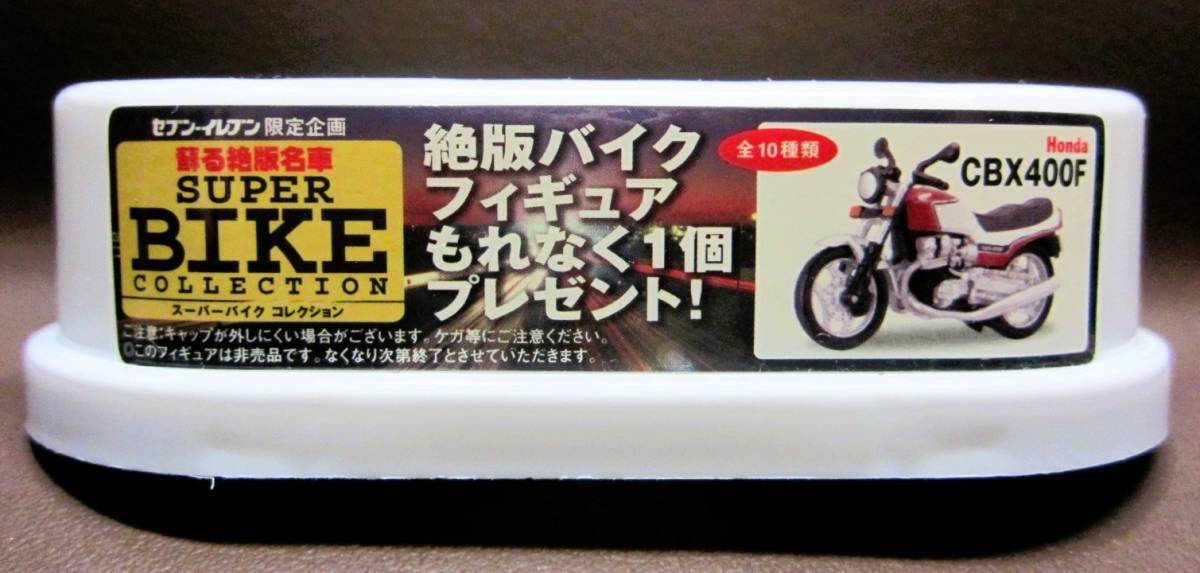 セブン-イレブン 限定企画
蘇る絶版名車
SUPER
BIKE
COLLECTION
スーパーバイク コレクション
絶版バイク
フィギュア
もれなく1個
プレゼント!
全10種類
Honda
CBX400F
ご注意:キャップが外しにくい場合がございます。ケガ等にご注意ください。
◎このフィギュアは非売品です。なくなり次第終了とさせていただきます。